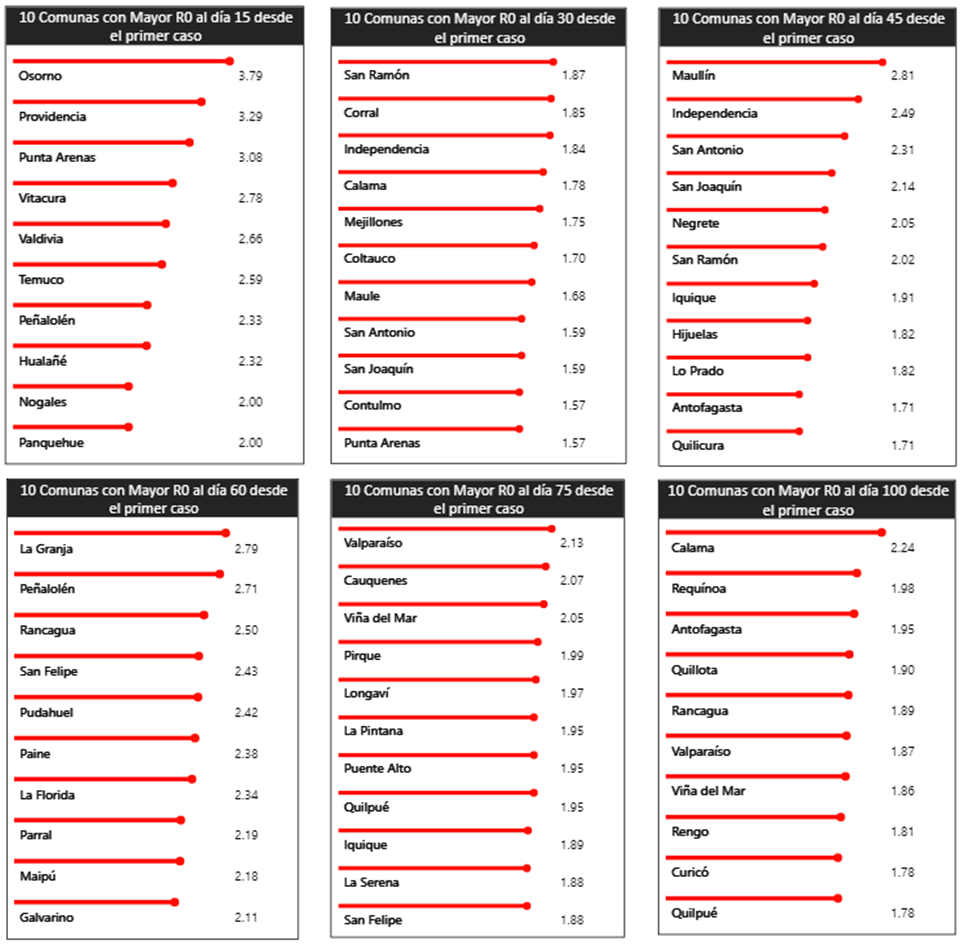 10 Comunas con Mayor R0 al día 15 desde
el primer caso
Osorno 3.79
Providencia 3.29
Punta Arenas 3.08
Vitacura 2.78
Valdivia 2.66
Temuco 2.59
Peñalolén 2.33
Hualañé 2.32
Nogales 2.00
Panquehue 2.00
10 Comunas con Mayor R0 al día 30 desde
el primer caso
San Ramón 1.87
Corral 1.85
Independencia 1.84
Calama 1.78
Mejillones 1.75
Coltauco 1.70
Maule 1.68
San Antonio 1.59
San Joaquín 1.59
Contulmo 1.57
Punta Arenas 1.57
10 Comunas con Mayor R0 al día 45 desde
el primer caso
Maullín 2.81
Independencia 2.49
San Antonio 2.31
San Joaquín 2.14
Negrete 2.05
San Ramón 2.02
Iquique 1.91
Hijuelas 1.82
Lo Prado 1.82
Antofagasta 1.71
Quilicura 1.71
10 Comunas con Mayor R0 al día 60 desde
el primer caso
La Granja 2.79
Peñalolén 2.71
Rancagua 2.50
San Felipe 2.43
Pudahuel 2.42
Paine 2.38
La Florida 2.34
Parral 2.19
Maipú 2.18
Galvarino 2.11
10 Comunas con Mayor R0 al día 75 desde
el primer caso
Valparaíso 2.13
Cauquenes 2.07
Viña del Mar 2.05
Pirque 1.99
Longaví 1.97
La Pintana 1.95
Puente Alto 1.95
Quilpué 1.95
Iquique 1.89
La Serena 1.88
San Felipe 1.88
10 Comunas con Mayor R0 al día 100 desde
el primer caso
Calama 2.24
Requínoa 1.98
Antofagasta 1.95
Quillota 1.90
Rancagua 1.89
Valparaíso 1.87
Viña del Mar 1.86
Rengo 1.81
Curicó 1.78
Quilpué 1.78